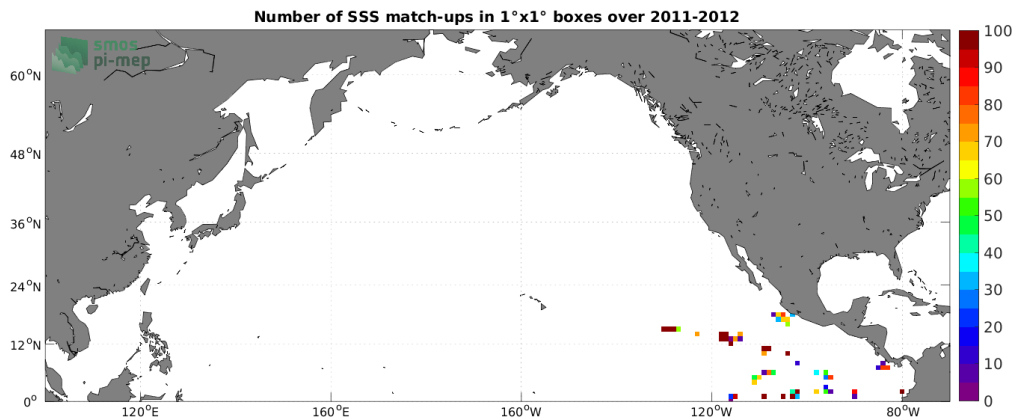 Number of SSS match-ups in 1°x1° boxes over 2011-2012
smos
pi-mep
60°N
48°N
36°N
24°N
12°N
0°
120°E
160°E
160°W
120°W
80°W
100
90
80
70
60
50
40
30
20
10
0